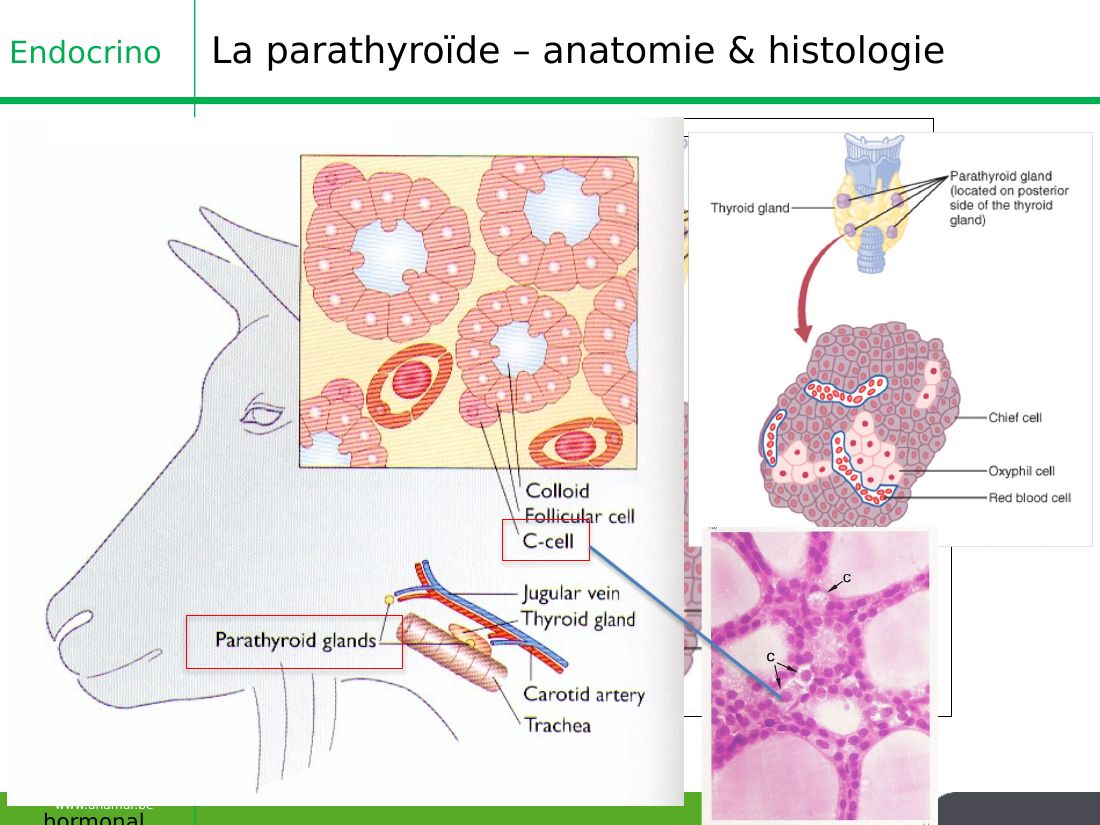 Endocrino
La parathyroïde – anatomie & histologie
Thyroid gland
Parathyroid gland
(located on posterior
side of the thyroid
gland)
Chief cell
Oxyphil cell
Red blood cell
Colloid
Follicular cell
C-cell
Jugular vein
Thyroid gland
Parathyroid glands
Carotid artery
Trachea
C
C
hormonal